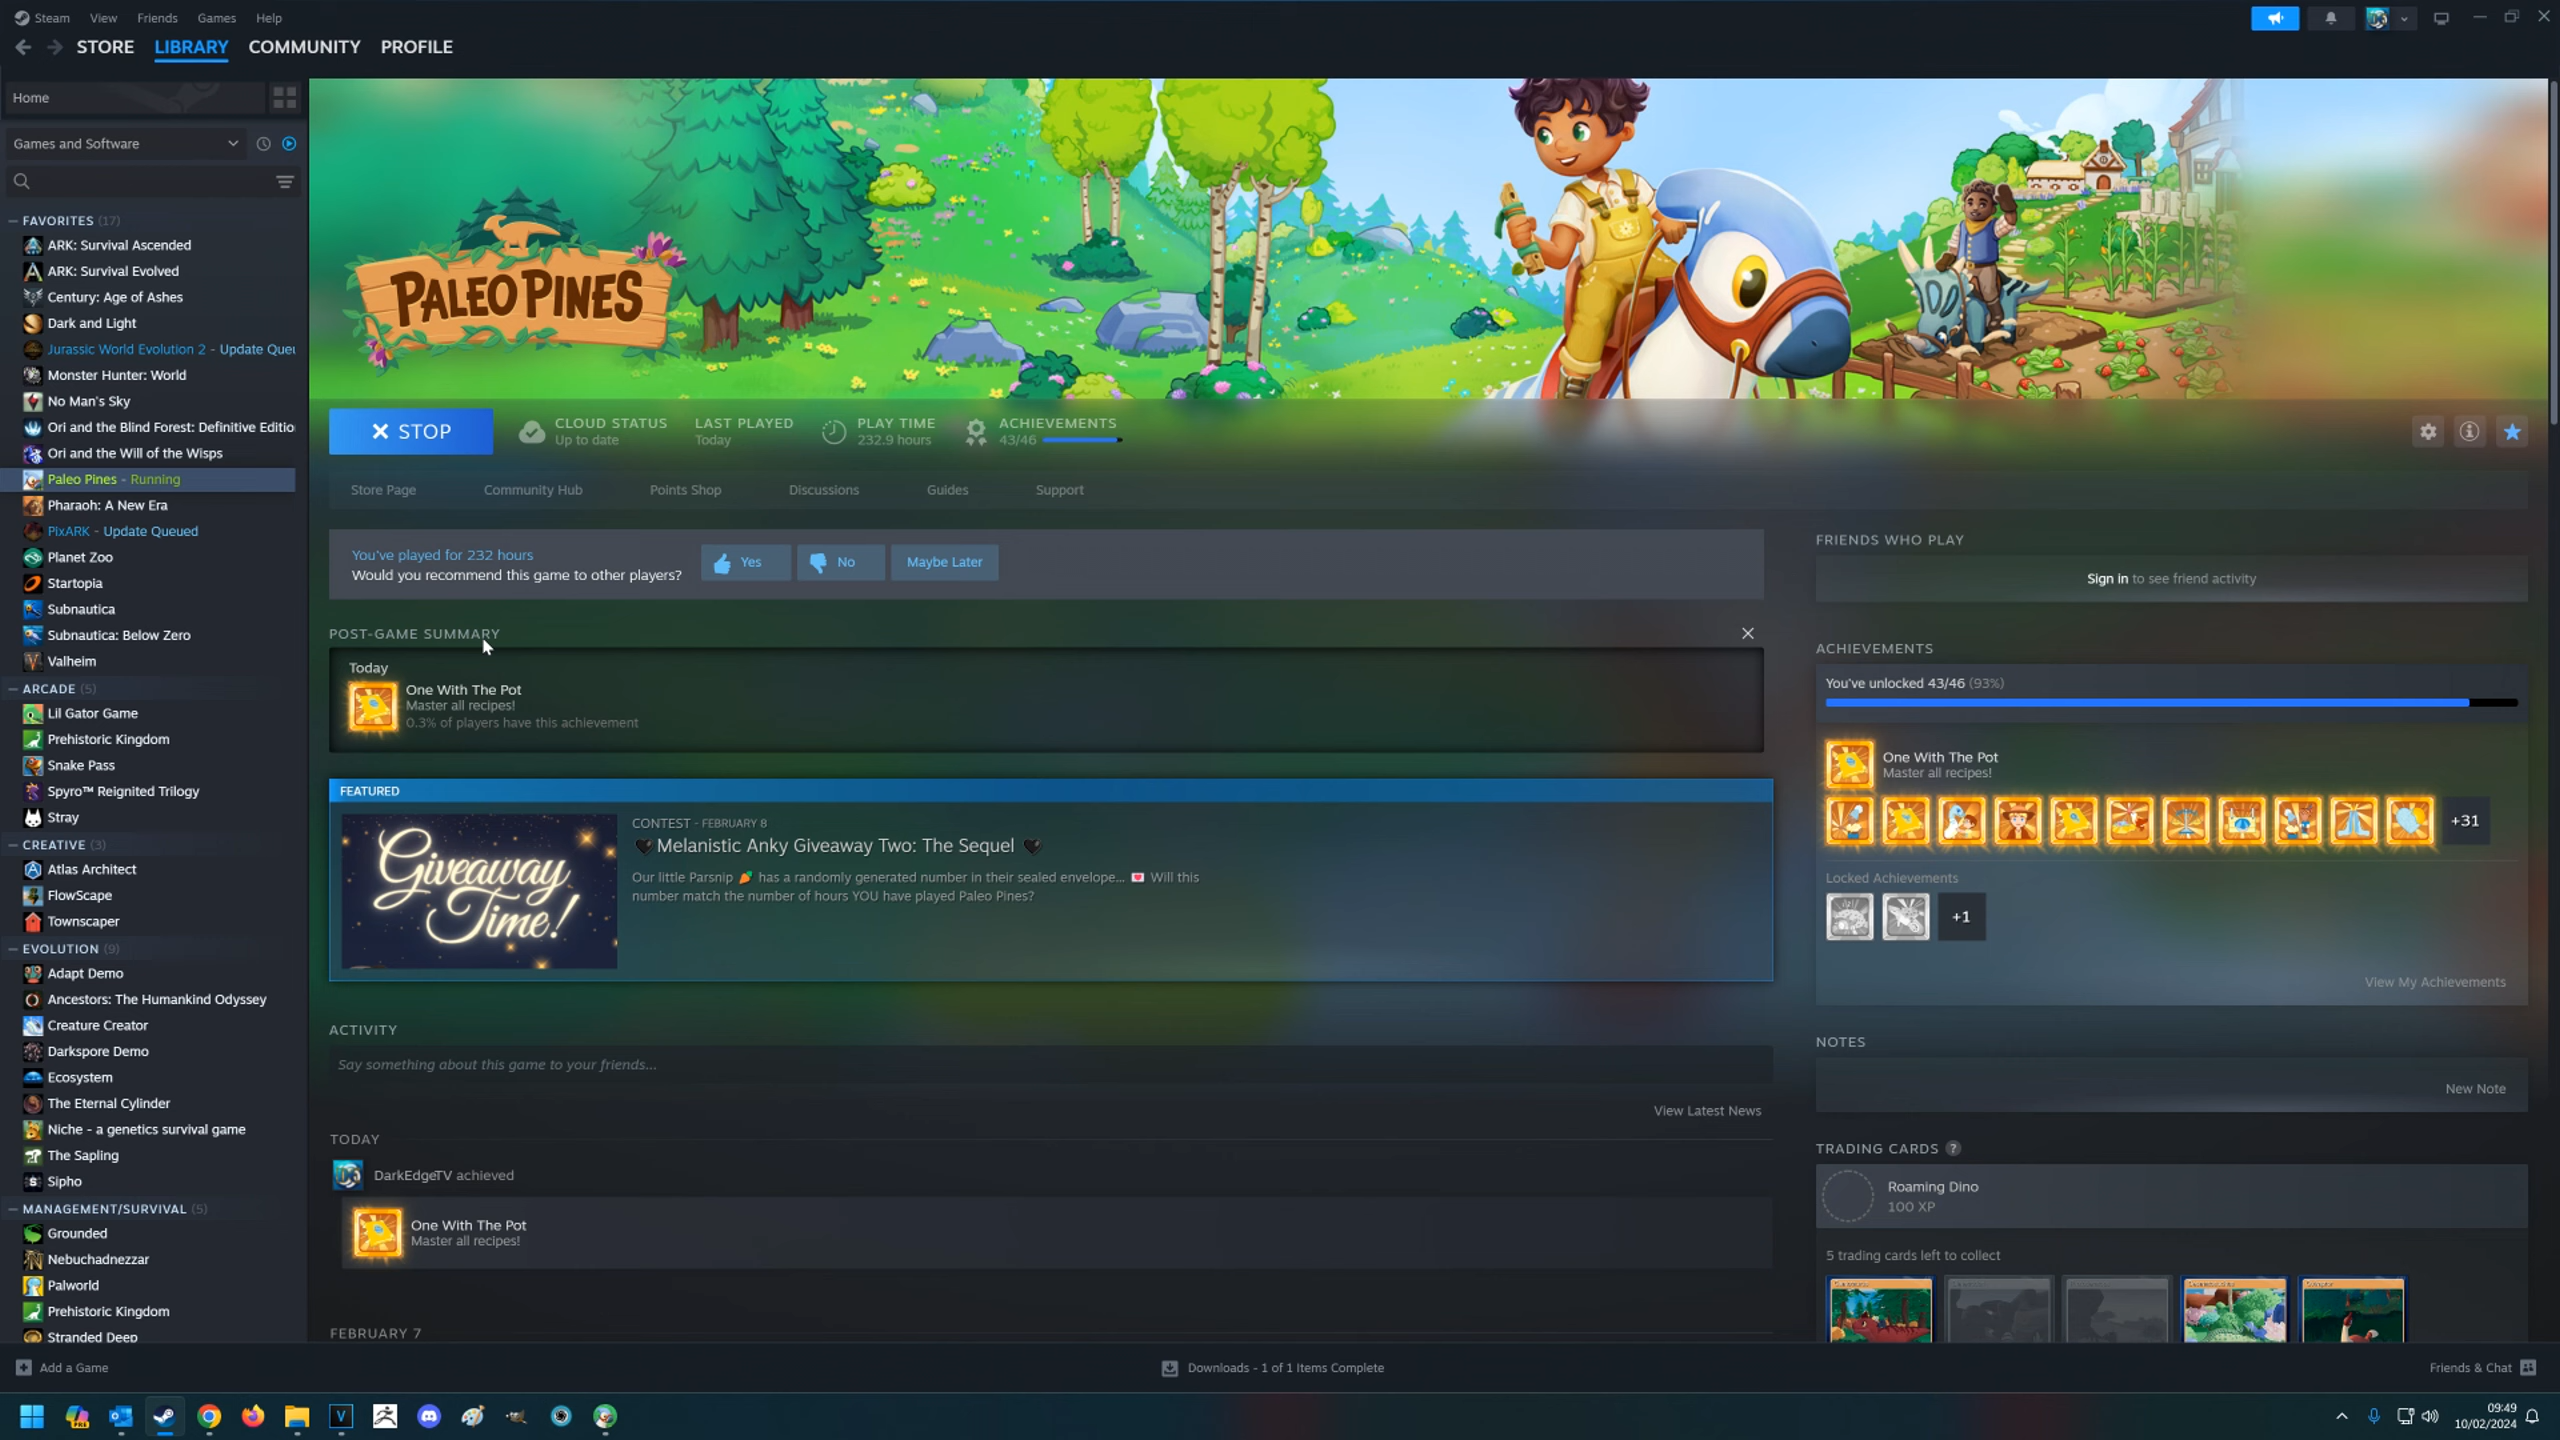 Steam View Friends Games Help
STORE LIBRARY COMMUNITY PROFILE
Home
Games and Software
FAVORITES (17)
ARK: Survival Ascended
ARK: Survival Evolved
Century: Age of Ashes
Dark and Light
Jurassic World Evolution 2 - Update Queu
Monster Hunter: World
No Man's Sky
Ori and the Blind Forest: Definitive Editio
Ori and the Will of the Wisps
Paleo Pines - Running
Pharaoh: A New Era
PixARK - Update Queued
Planet Zoo
Startopia
Subnautica
Subnautica: Below Zero
Valheim
ARCADE (5)
Lil Gator Game
Prehistoric Kingdom
Snake Pass
Spyro™ Reignited Trilogy
Stray
CREATIVE (3)
Atlas Architect
FlowScape
Townscaper
EVOLUTION (9)
Adapt Demo
Ancestors: The Humankind Odyssey
Creature Creator
Darkspore Demo
Ecosystem
The Eternal Cylinder
Niche - a genetics survival game
The Sapling
Sipho
MANAGEMENT/SURVIVAL (5)
Grounded
Nebuchadnezzar
Palworld
Prehistoric Kingdom
Stranded Deep
PALEO PINES
STOP
CLOUD STATUS
Up to date
LAST PLAYED
Today
PLAY TIME
232.9 hours
ACHIEVEMENTS
43/46
Store Page Community Hub Points Shop Discussions Guides Support
You've played for 232 hours
Would you recommend this game to other players?
Yes No Maybe Later
POST-GAME SUMMARY
Today
One With The Pot
Master all recipes!
0.3% of players have this achievement
FEATURED
Giveaway
Time!
CONTEST - FEBRUARY 8
🖤Melanistic Anky Giveaway Two: The Sequel 🖤
Our little Parsnip 🥕 has a randomly generated number in their sealed envelope... 💌 Will this
number match the number of hours YOU have played Paleo Pines?
ACTIVITY
Say something about this game to your friends...
View Latest News
TODAY
DarkEdgeTV achieved
One With The Pot
Master all recipes!
FEBRUARY 7
FRIENDS WHO PLAY
Sign in to see friend activity
ACHIEVEMENTS
You've unlocked 43/46 (93%)
One With The Pot
Master all recipes!
+31
Locked Achievements
+1
View My Achievements
NOTES
New Note
TRADING CARDS ?
Roaming Dino
100 XP
5 trading cards left to collect
Add a Game
Downloads - 1 of 1 Items Complete
Friends & Chat
09:49
10/02/2024